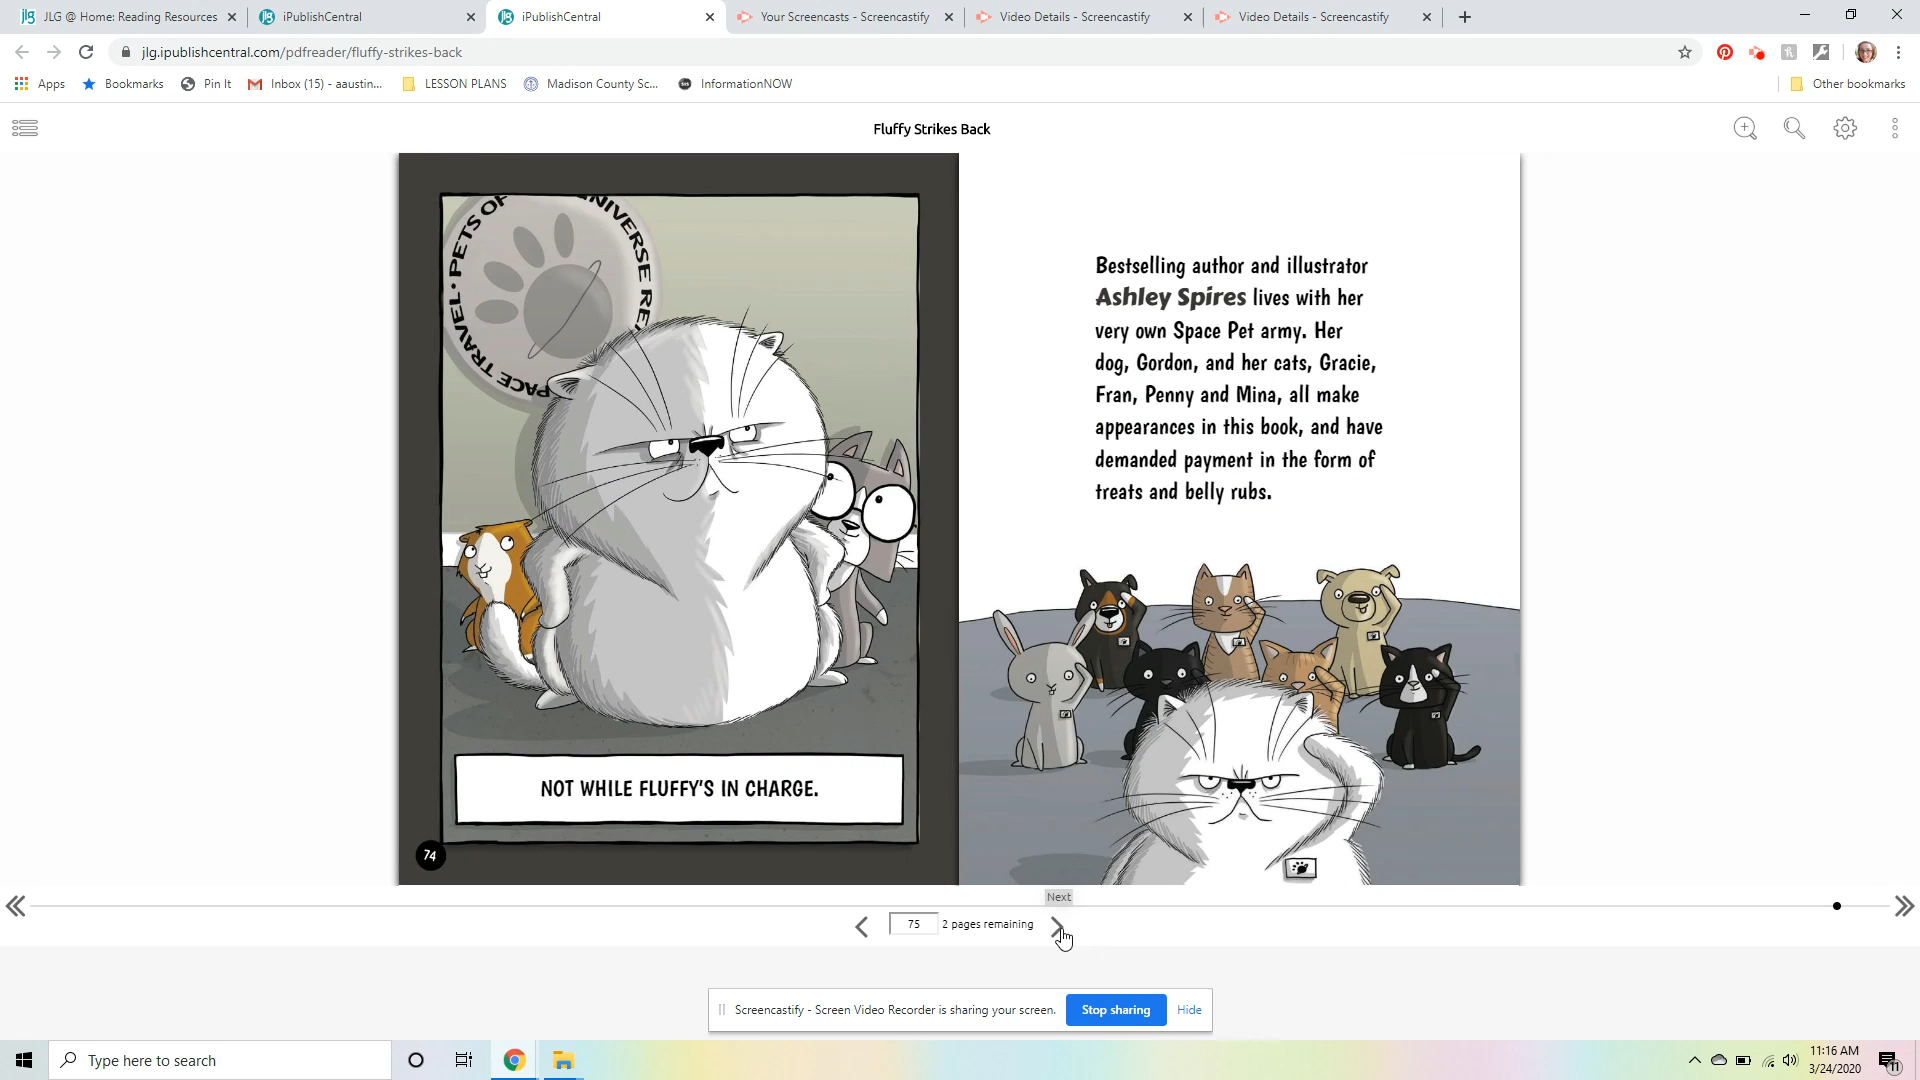 JLG @ Home: Reading Resources
iPublishCentral
iPublishCentral
Your Screencasts - Screencastify
Video Details - Screencastify
Video Details - Screencastify
jlg.ipublishcentral.com/pdfreader/fluffy-strikes-back
Apps
Bookmarks
Pin It
Inbox (15) - aaustin...
LESSON PLANS
Madison County Sc...
InformationNOW
Other bookmarks
Fluffy Strikes Back
SPACE TRAVEL · PETS OF
UNIVERSE
NOT WHILE FLUFFY'S IN CHARGE.
74
Bestselling author and illustrator
Ashley Spires lives with her
very own Space Pet army. Her
dog, Gordon, and her cats, Gracie,
Fran, Penny and Mina, all make
appearances in this book, and have
demanded payment in the form of
treats and belly rubs.
Next
75
2 pages remaining
Screencastify - Screen Video Recorder is sharing your screen.
Stop sharing
Hide
Type here to search
11:16 AM
3/24/2020
11